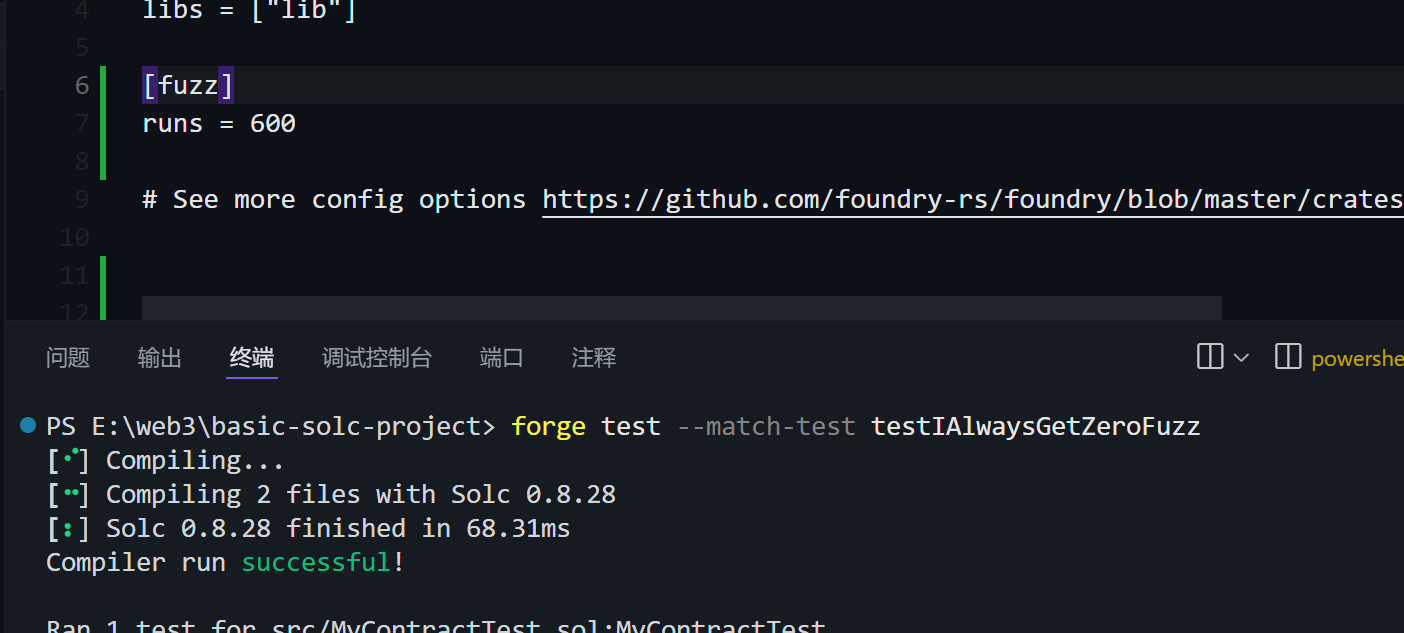 4 libs = ["lib"]
5
6 [fuzz]
7 runs = 600
8
9 # See more config options https://github.com/foundry-rs/foundry/blob/master/crates
10
11
12
问题 输出 终端 调试控制台 端口 注释 powershe
PS E:\web3\basic-solc-project> forge test --match-test testIAlwaysGetZeroFuzz
[⠊] Compiling...
[⠒] Compiling 2 files with Solc 0.8.28
[⠆] Solc 0.8.28 finished in 68.31ms
Compiler run successful!
Ran 1 test for src/MyContractTest.sol:MyContractTest